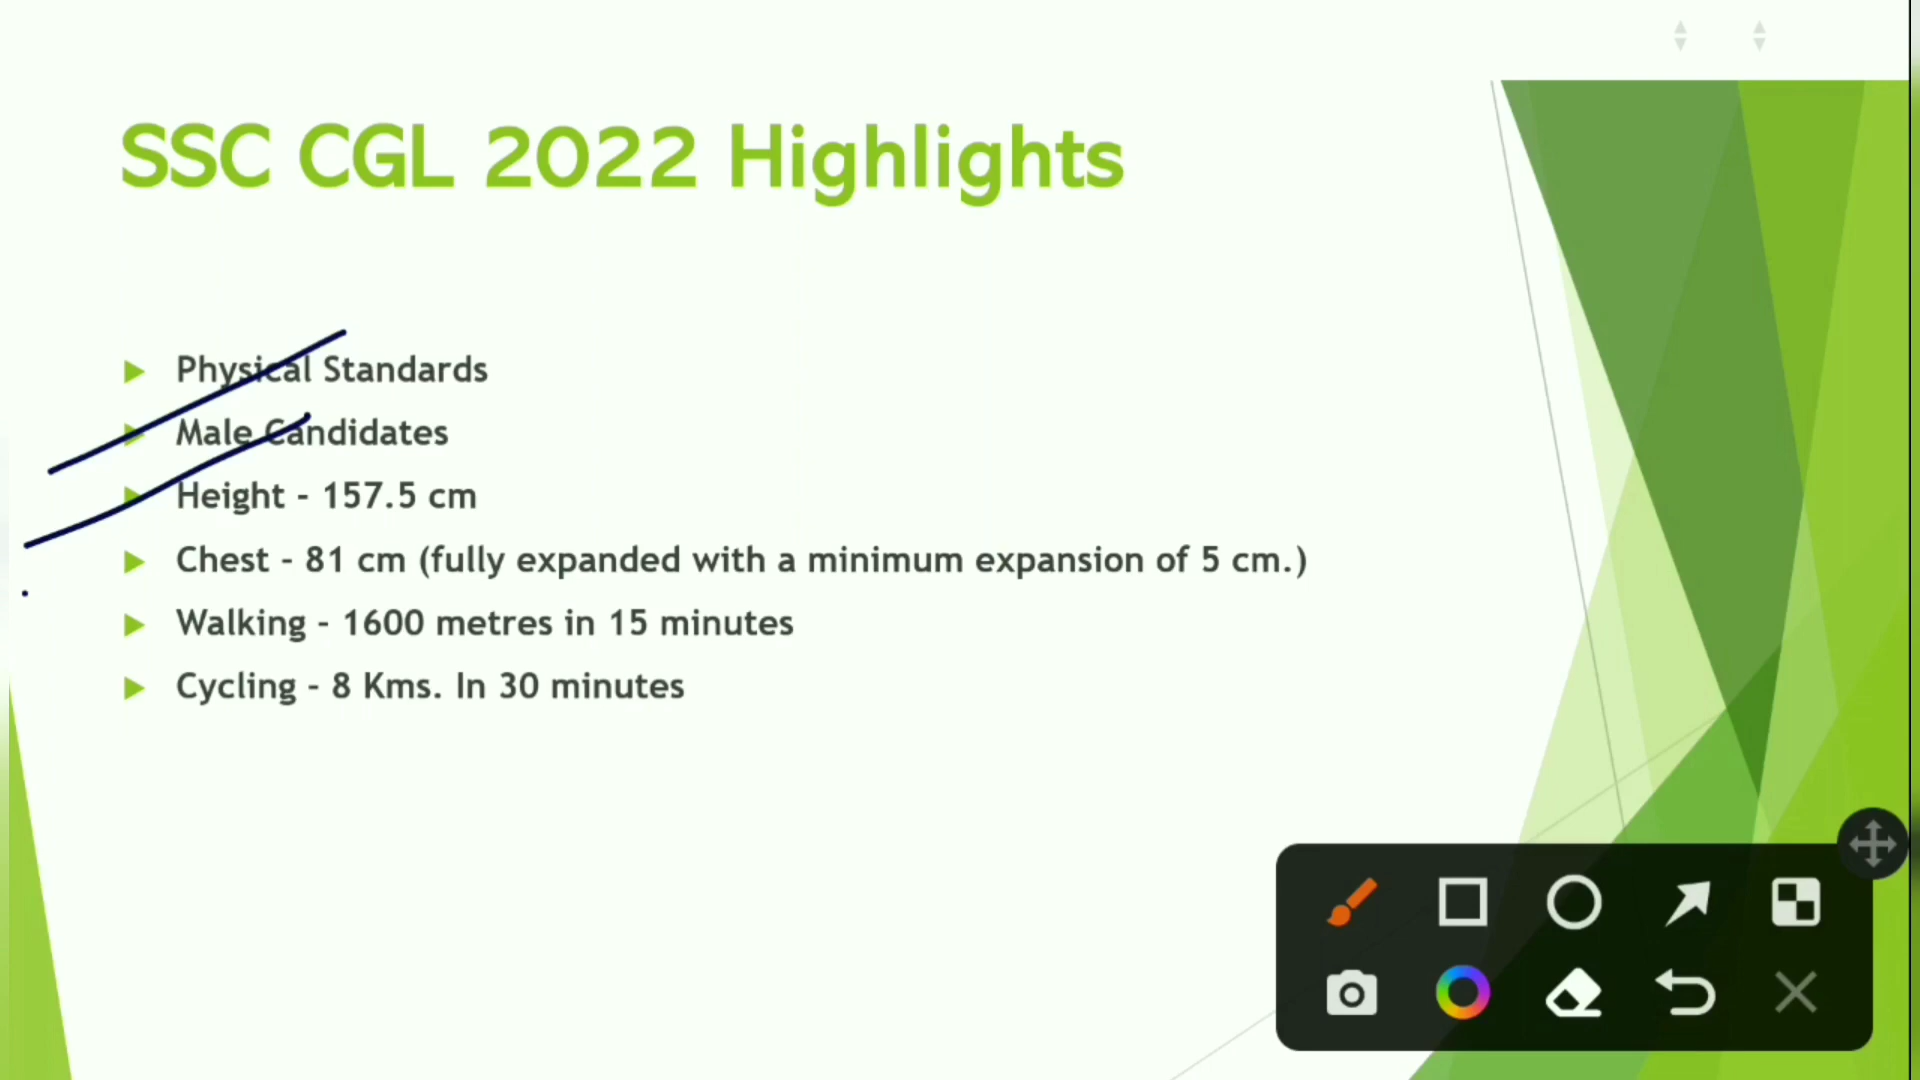 SSC CGL 2022 Highlights
Physical Standards
Male Candidates
Height - 157.5 cm
Chest - 81 cm (fully expanded with a minimum expansion of 5 cm.)
Walking - 1600 metres in 15 minutes
Cycling - 8 Kms. In 30 minutes